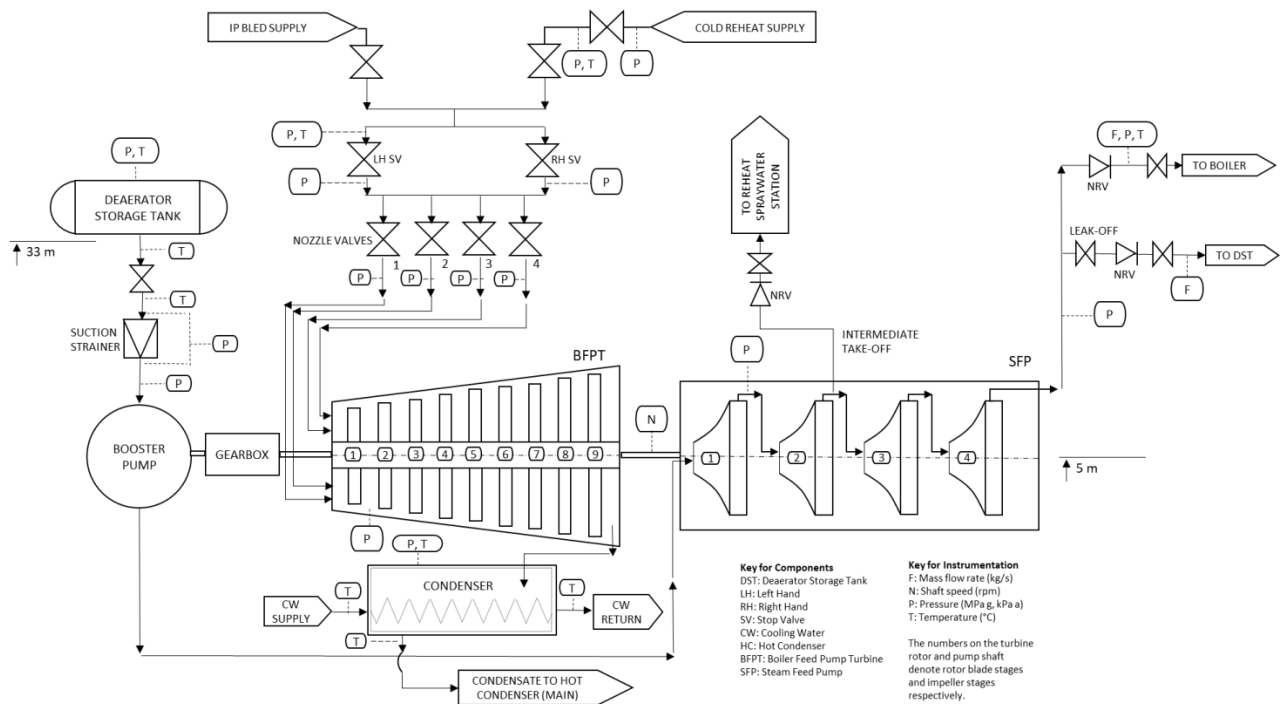 IP BLED SUPPLY
COLD REHEAT SUPPLY
P, T
P
P, T
LH SV
RH SV
P
P
P, T
DEAERATOR
STORAGE TANK
33 m
T
T
SUCTION
STRAINER
P
P
NOZZLE VALVES
1
2
3
4
P
P
P
P
TO REHEAT
SPRAYWATER
STATION
NRV
INTERMEDIATE
TAKE-OFF
F, P, T
NRV
TO BOILER
LEAK-OFF
NRV
TO DST
F
P
BFPT
SFP
P
N
BOOSTER
PUMP
GEARBOX
1
2
3
4
5
6
7
8
9
1
2
3
4
5 m
P
P, T
CONDENSER
CW
SUPPLY
T
T
CW
RETURN
T
CONDENSATE TO HOT
CONDENSER (MAIN)
Key for Components
DST: Deaerator Storage Tank
LH: Left Hand
RH: Right Hand
SV: Stop Valve
CW: Cooling Water
HC: Hot Condenser
BFPT: Boiler Feed Pump Turbine
SFP: Steam Feed Pump
Key for Instrumentation
F: Mass flow rate (kg/s)
N: Shaft speed (rpm)
P: Pressure (MPa g, kPa a)
T: Temperature (°C)
The numbers on the turbine
rotor and pump shaft
denote rotor blade stages
and impeller stages
respectively.